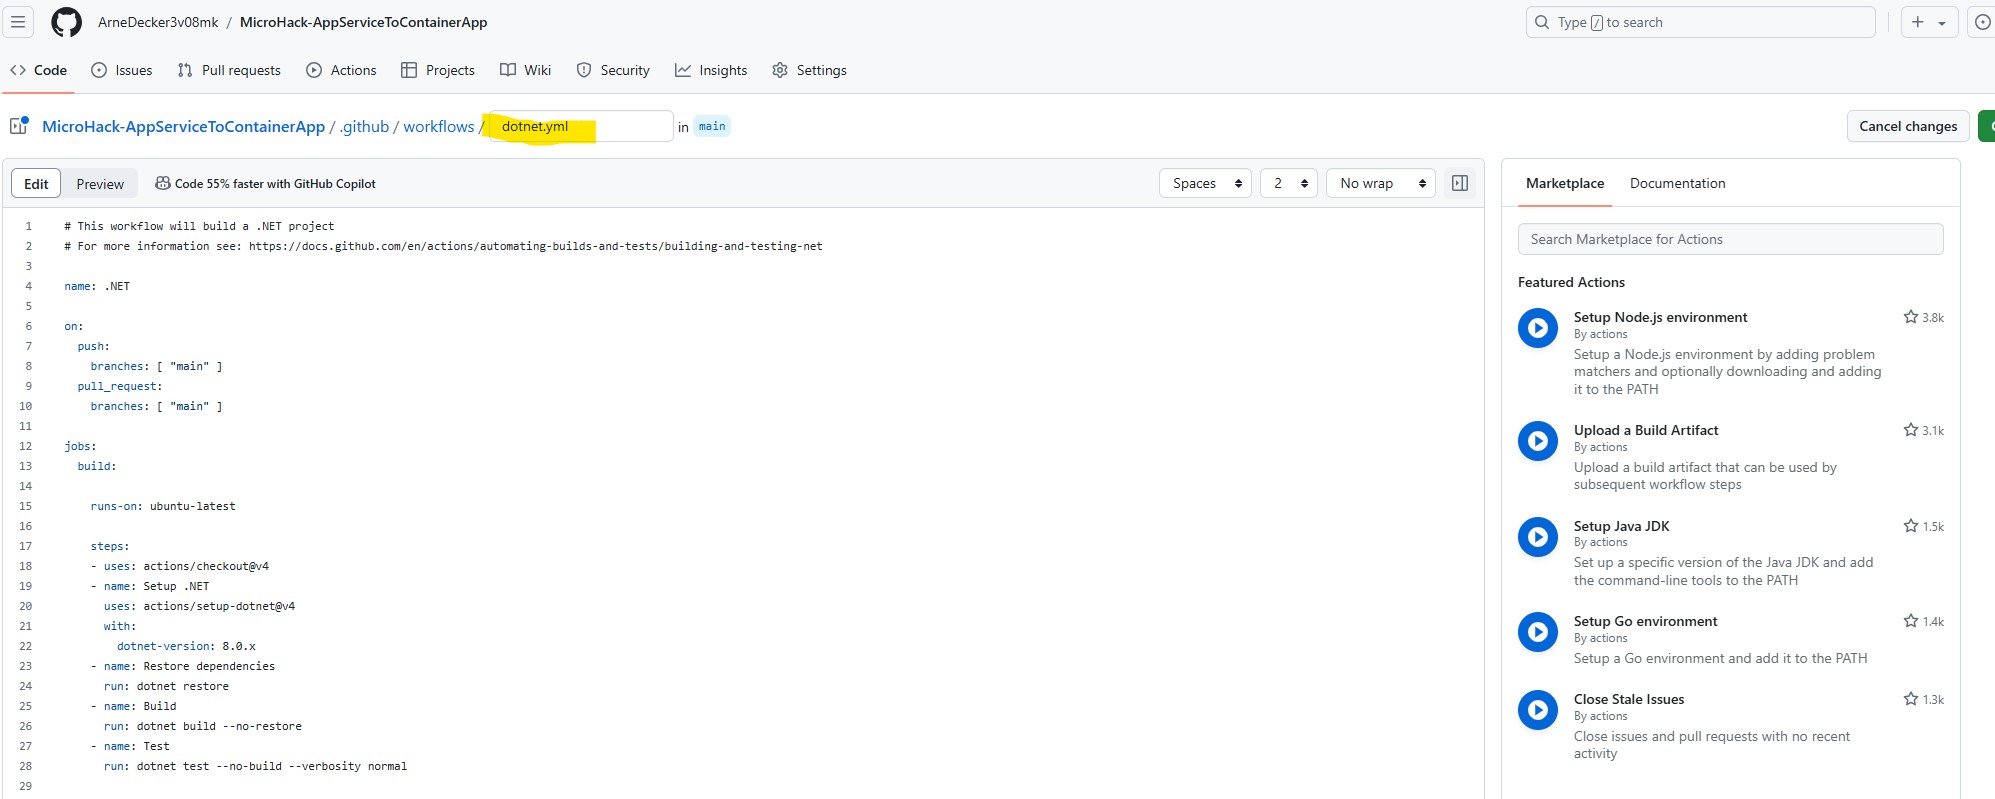 ArneDecker3v08mk / MicroHack-AppServiceToContainerApp
Type / to search
Code
Issues
Pull requests
Actions
Projects
Wiki
Security
Insights
Settings
MicroHack-AppServiceToContainerApp / .github / workflows / dotnet.yml in main
Cancel changes
Edit
Preview
Code 55% faster with GitHub Copilot
Spaces
2
No wrap
1 # This workflow will build a .NET project
2 # For more information see: https://docs.github.com/en/actions/automating-builds-and-tests/building-and-testing-net
3
4 name: .NET
5
6 on:
7 push:
8 branches: [ "main" ]
9 pull_request:
10 branches: [ "main" ]
11
12 jobs:
13 build:
14
15 runs-on: ubuntu-latest
16
17 steps:
18 - uses: actions/checkout@v4
19 - name: Setup .NET
20 uses: actions/setup-dotnet@v4
21 with:
22 dotnet-version: 8.0.x
23 - name: Restore dependencies
24 run: dotnet restore
25 - name: Build
26 run: dotnet build --no-restore
27 - name: Test
28 run: dotnet test --no-build --verbosity normal
29
Marketplace
Documentation
Search Marketplace for Actions
Featured Actions
Setup Node.js environment
3.8k
By actions
Setup a Node.js environment by adding problem
matchers and optionally downloading and adding
it to the PATH
Upload a Build Artifact
3.1k
By actions
Upload a build artifact that can be used by
subsequent workflow steps
Setup Java JDK
1.5k
By actions
Set up a specific version of the Java JDK and add
the command-line tools to the PATH
Setup Go environment
1.4k
By actions
Setup a Go environment and add it to the PATH
Close Stale Issues
1.3k
By actions
Close issues and pull requests with no recent
activity